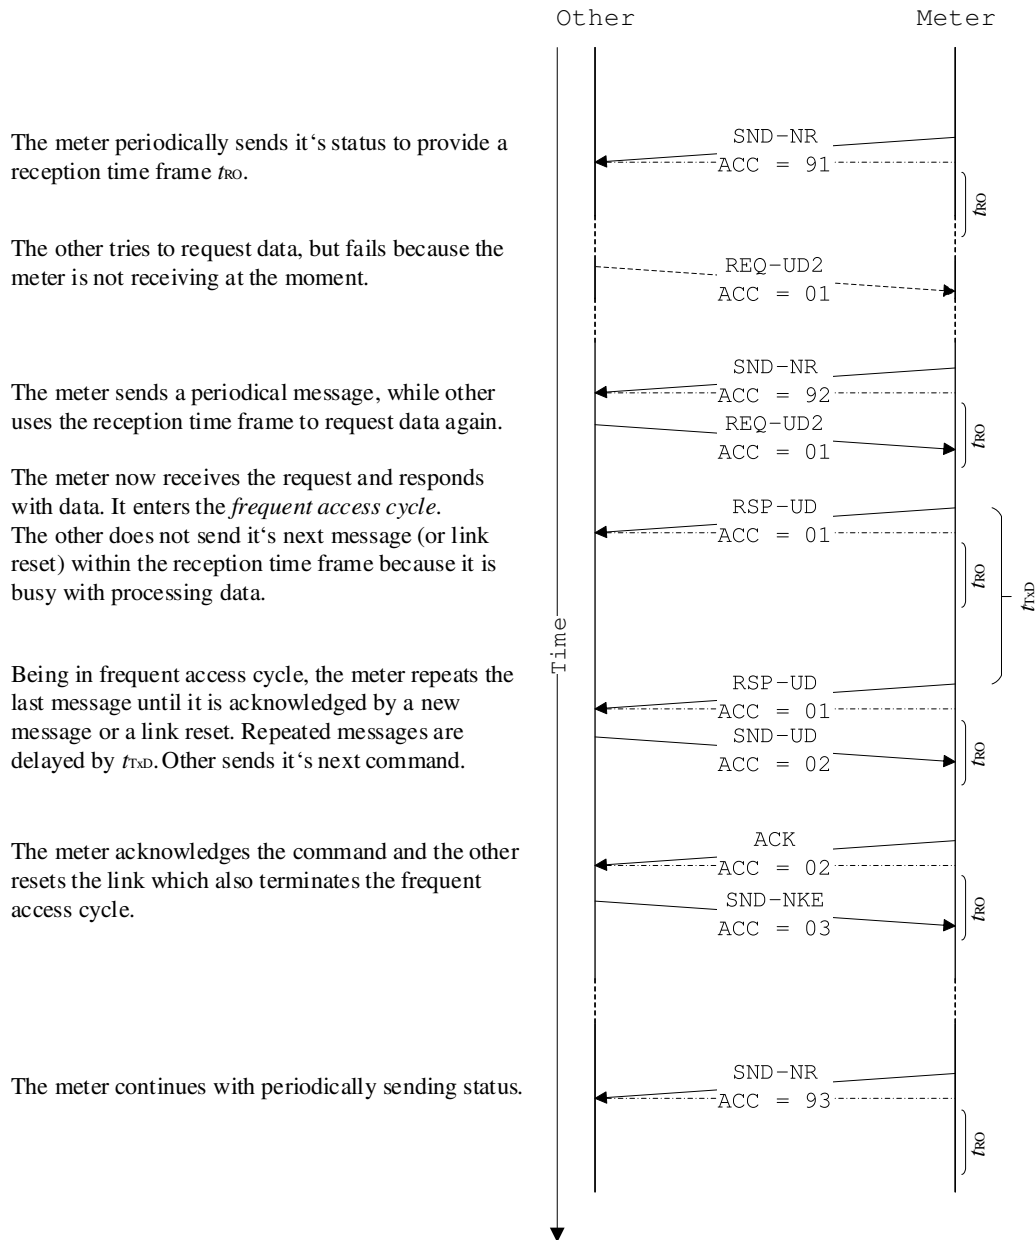 Other Meter
The meter periodically sends it‘s status to provide a
reception time frame tRO.
SND-NR
ACC = 91
tRO
The other tries to request data, but fails because the
meter is not receiving at the moment.
REQ-UD2
ACC = 01
The meter sends a periodical message, while other
uses the reception time frame to request data again.
SND-NR
ACC = 92
REQ-UD2
ACC = 01
tRO
The meter now receives the request and responds
with data. It enters the frequent access cycle.
The other does not send it‘s next message (or link
reset) within the reception time frame because it is
busy with processing data.
RSP-UD
ACC = 01
tRO
tTxD
Time
Being in frequent access cycle, the meter repeats the
last message until it is acknowledged by a new
message or a link reset. Repeated messages are
delayed by tTxD. Other sends it‘s next command.
RSP-UD
ACC = 01
SND-UD
ACC = 02
tRO
The meter acknowledges the command and the other
resets the link which also terminates the frequent
access cycle.
ACK
ACC = 02
SND-NKE
ACC = 03
tRO
The meter continues with periodically sending status.
SND-NR
ACC = 93
tRO